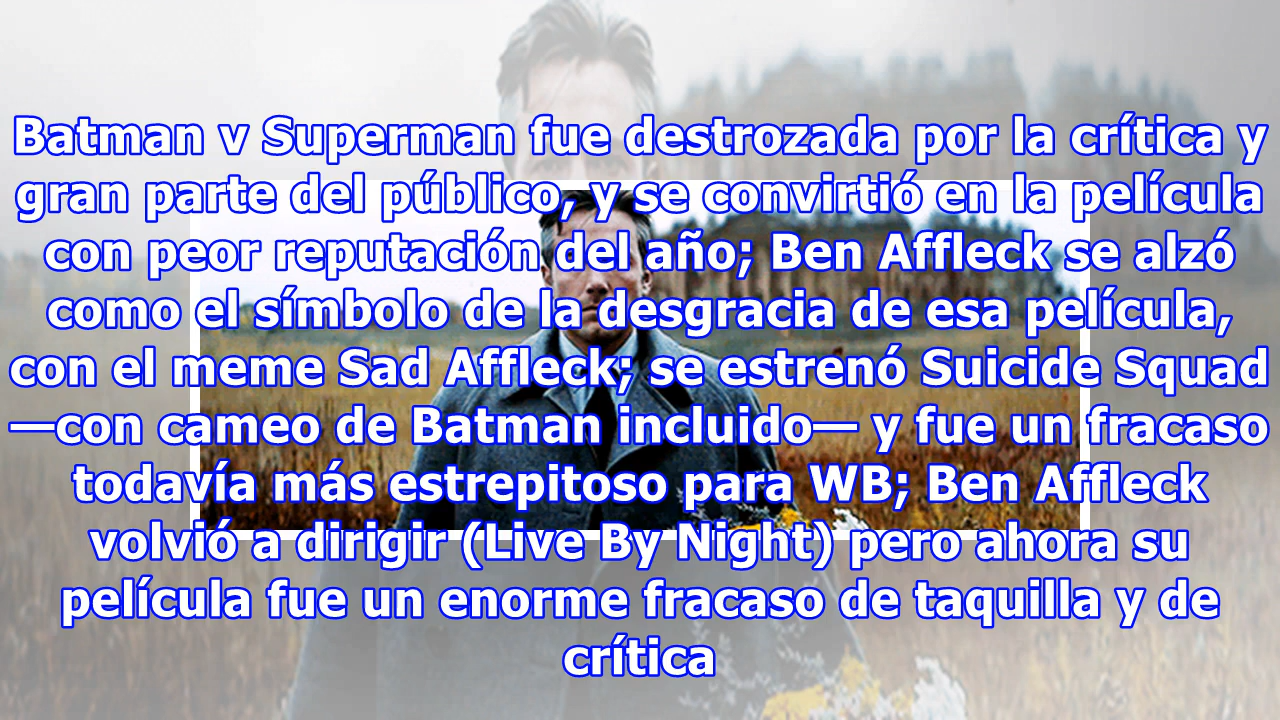 Batman v Superman fue destrozada por la crítica y
gran parte del público, y se convirtió en la película
con peor reputación del año; Ben Affleck se alzó
como el símbolo de la desgracia de esa película,
con el meme Sad Affleck; se estrenó Suicide Squad
—con cameo de Batman incluido— y fue un fracaso
todavía más estrepitoso para WB; Ben Affleck
volvió a dirigir (Live By Night) pero ahora su
película fue un enorme fracaso de taquilla y de
crítica